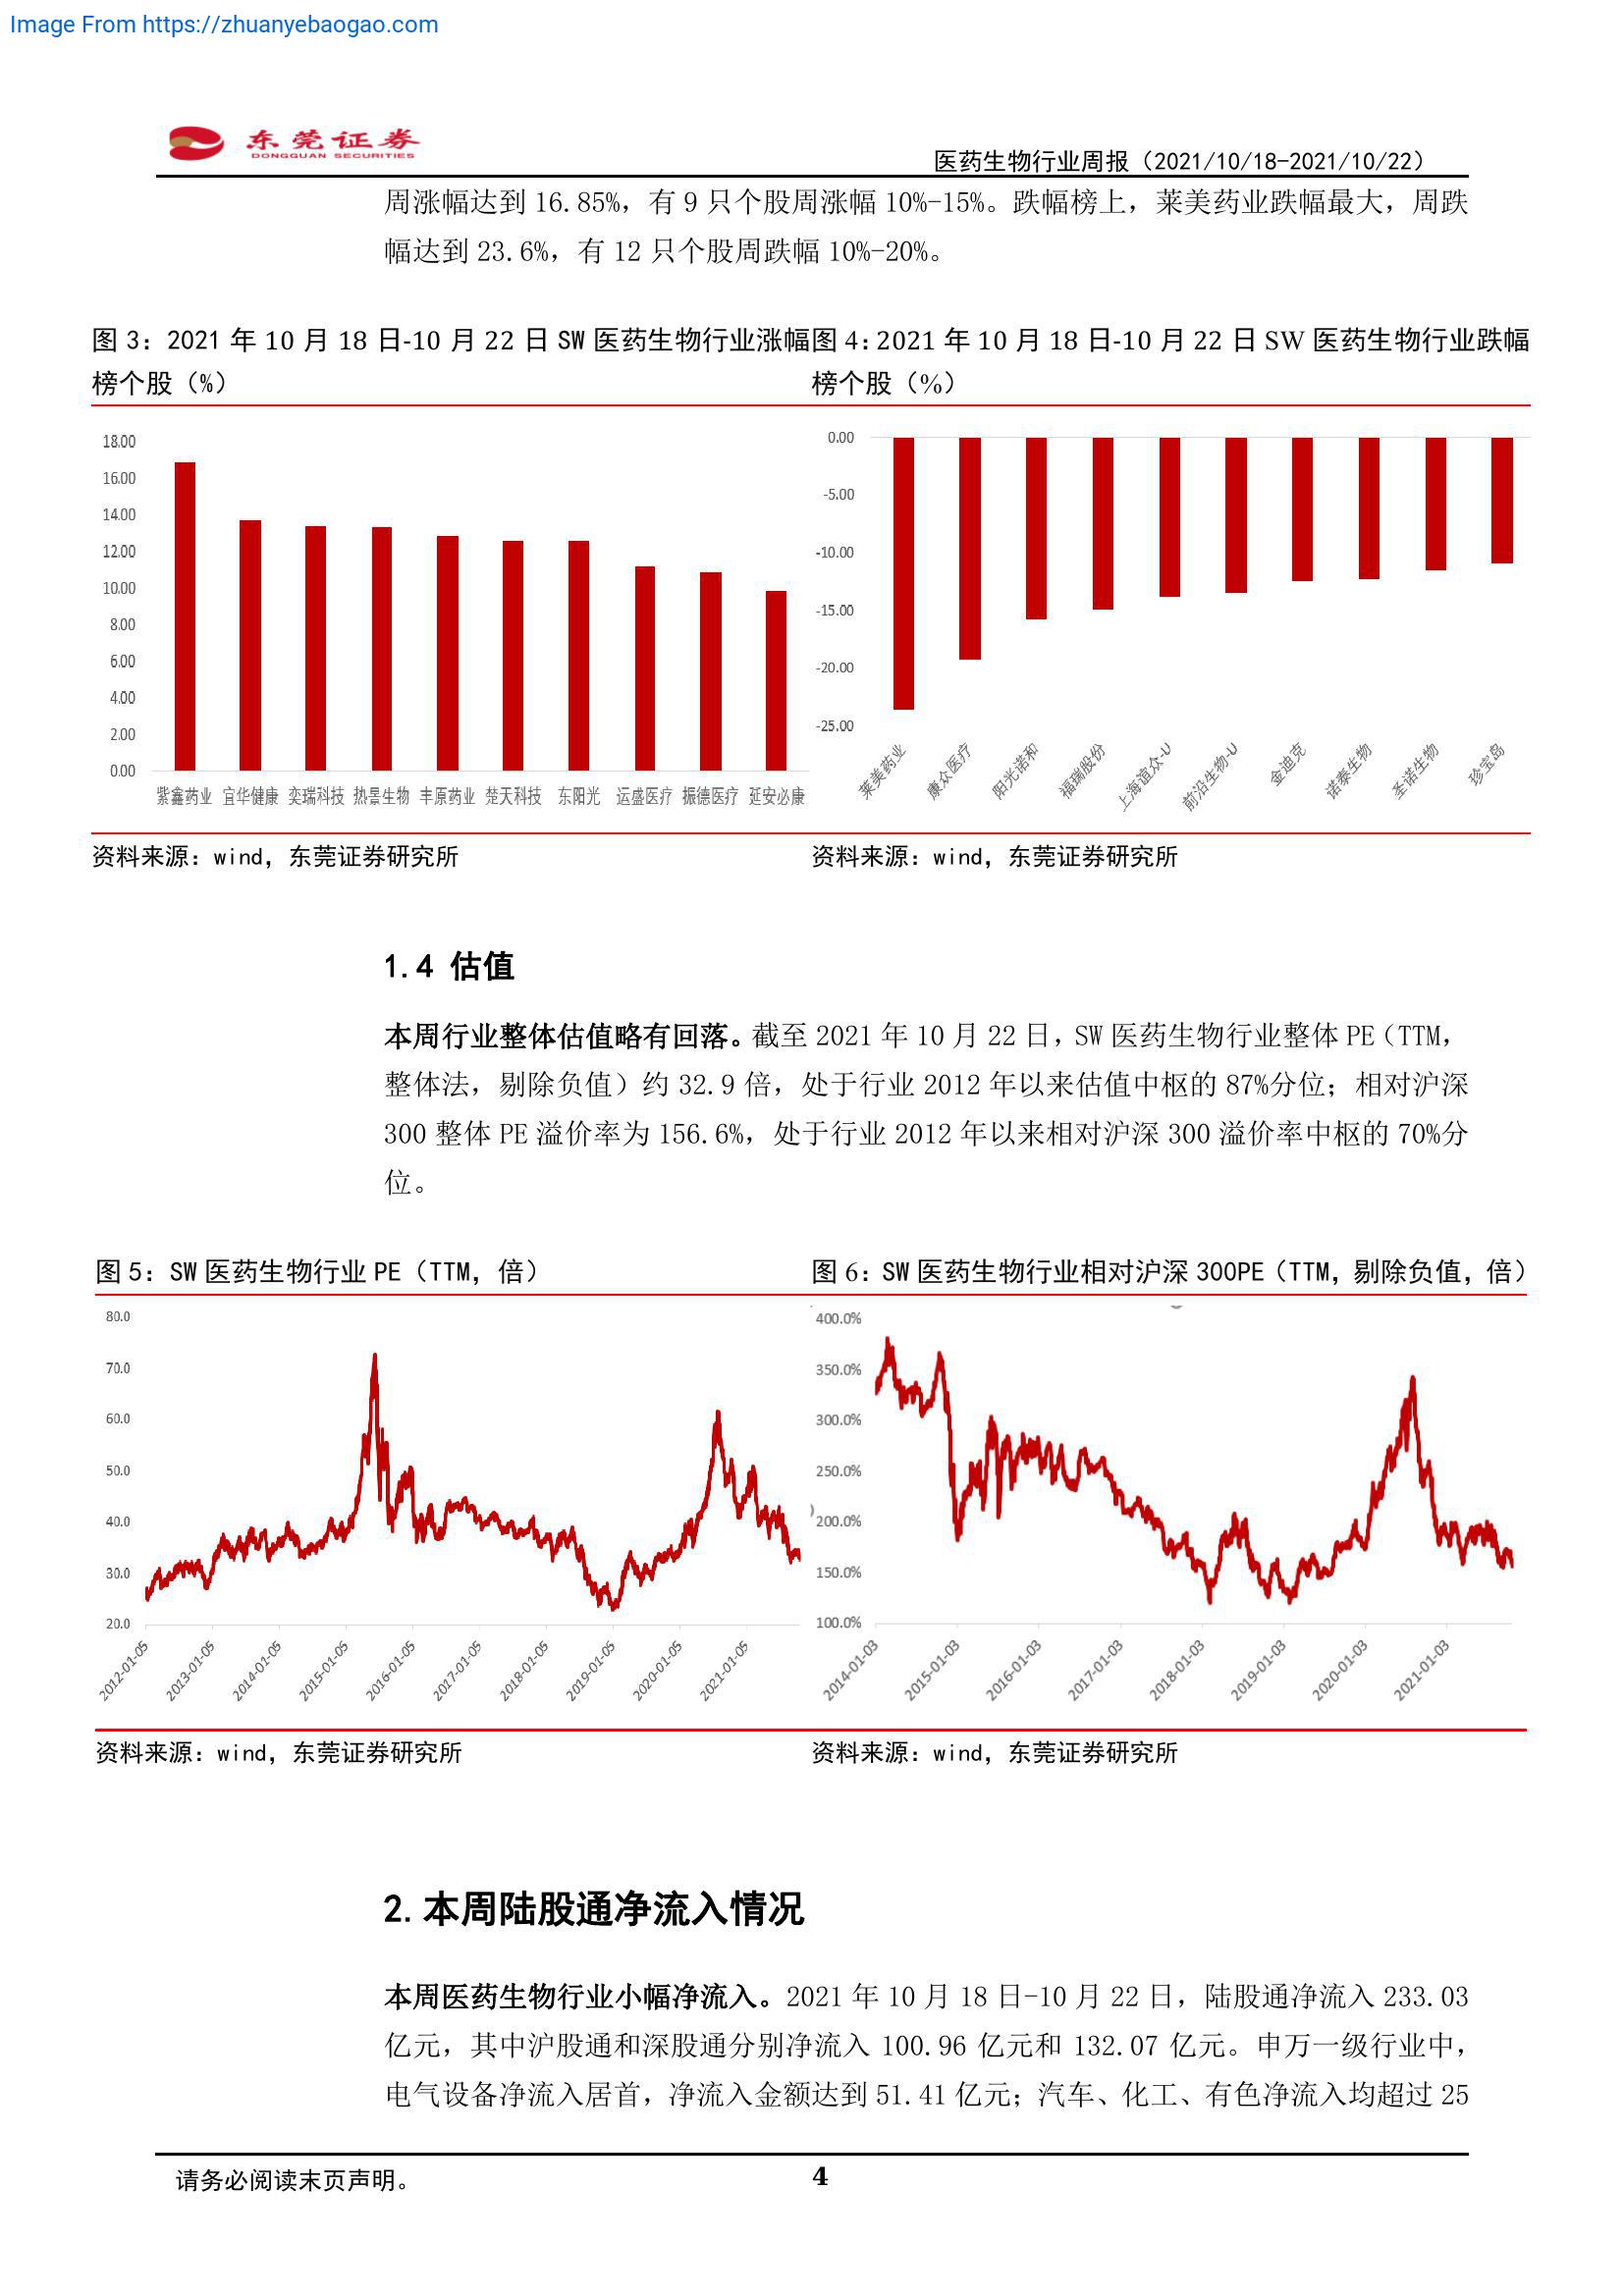 Image From https://zhuanyebaogao.com
东莞证券
DONGGUAN SECURITIES
医药生物行业周报（2021/10/18-2021/10/22）
周涨幅达到 16.85%，有 9 只个股周涨幅 10%-15%。跌幅榜上，莱美药业跌幅最大，周跌
幅达到 23.6%，有 12 只个股周跌幅 10%-20%。
图 3：2021 年 10 月 18 日-10 月 22 日 SW 医药生物行业涨幅
榜个股（%）
18.00
16.00
14.00
12.00
10.00
8.00
6.00
4.00
2.00
0.00
紫鑫药业 宜华健康 奕瑞科技 热景生物 丰原药业 楚天科技 东阳光 运盛医疗 振德医疗 延安必康
资料来源：wind，东莞证券研究所
图 4：2021 年 10 月 18 日-10 月 22 日 SW 医药生物行业跌幅
榜个股（%）
0.00
-5.00
-10.00
-15.00
-20.00
-25.00
莱美药业 康众医疗 阳光诺和 福瑞股份 上海谊众-U 前沿生物-U 金迪克 诺泰生物 圣诺生物 珍宝岛
资料来源：wind，东莞证券研究所
1.4 估值
本周行业整体估值略有回落。截至 2021 年 10 月 22 日，SW 医药生物行业整体 PE（TTM，
整体法，剔除负值）约 32.9 倍，处于行业 2012 年以来估值中枢的 87%分位；相对沪深
300 整体 PE 溢价率为 156.6%，处于行业 2012 年以来相对沪深 300 溢价率中枢的 70%分
位。
图 5：SW 医药生物行业 PE（TTM，倍）
80.0
70.0
60.0
50.0
40.0
30.0
20.0
2012-01-05 2013-01-05 2014-01-05 2015-01-05 2016-01-05 2017-01-05 2018-01-05 2019-01-05 2020-01-05 2021-01-05
资料来源：wind，东莞证券研究所
图 6：SW 医药生物行业相对沪深 300PE（TTM，剔除负值，倍）
400.0%
350.0%
300.0%
250.0%
200.0%
150.0%
100.0%
2014-01-03 2015-01-03 2016-01-03 2017-01-03 2018-01-03 2019-01-03 2020-01-03 2021-01-03
资料来源：wind，东莞证券研究所
2.本周陆股通净流入情况
本周医药生物行业小幅净流入。2021 年 10 月 18 日-10 月 22 日，陆股通净流入 233.03
亿元，其中沪股通和深股通分别净流入 100.96 亿元和 132.07 亿元。申万一级行业中，
电气设备净流入居首，净流入金额达到 51.41 亿元；汽车、化工、有色净流入均超过 25
请务必阅读末页声明。
4